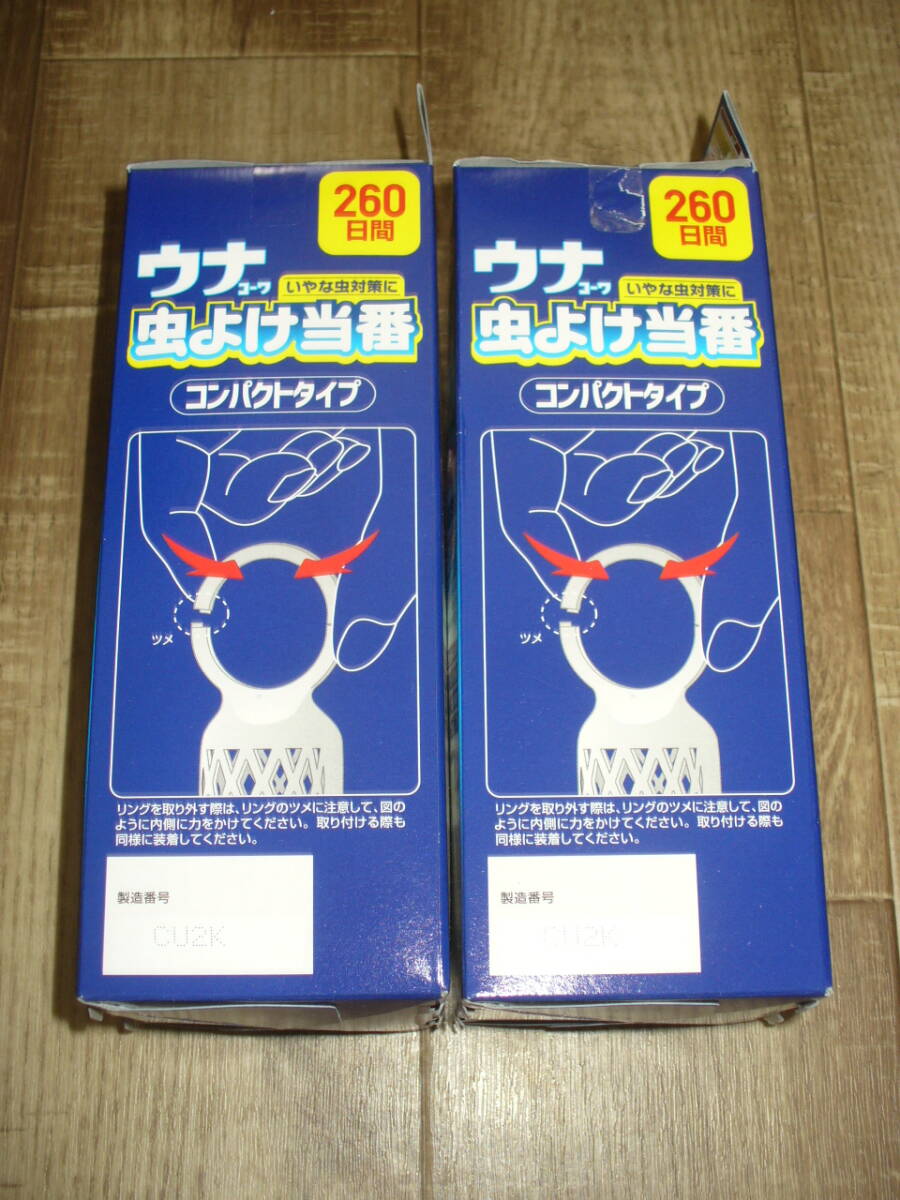 260
日間
ウナ
コーワ
いやな虫対策に
虫よけ当番
コンパクトタイプ
ツメ
リングを取り外す際は、リングのツメに注意して、図の
ように内側に力をかけてください。取り付ける際も
同様に装着してください。
製造番号
CU2K
260
日間
ウナ
コーワ
いやな虫対策に
虫よけ当番
コンパクトタイプ
ツメ
リングを取り外す際は、リングのツメに注意して、図の
ように内側に力をかけてください。取り付ける際も
同様に装着してください。
製造番号
CU2K